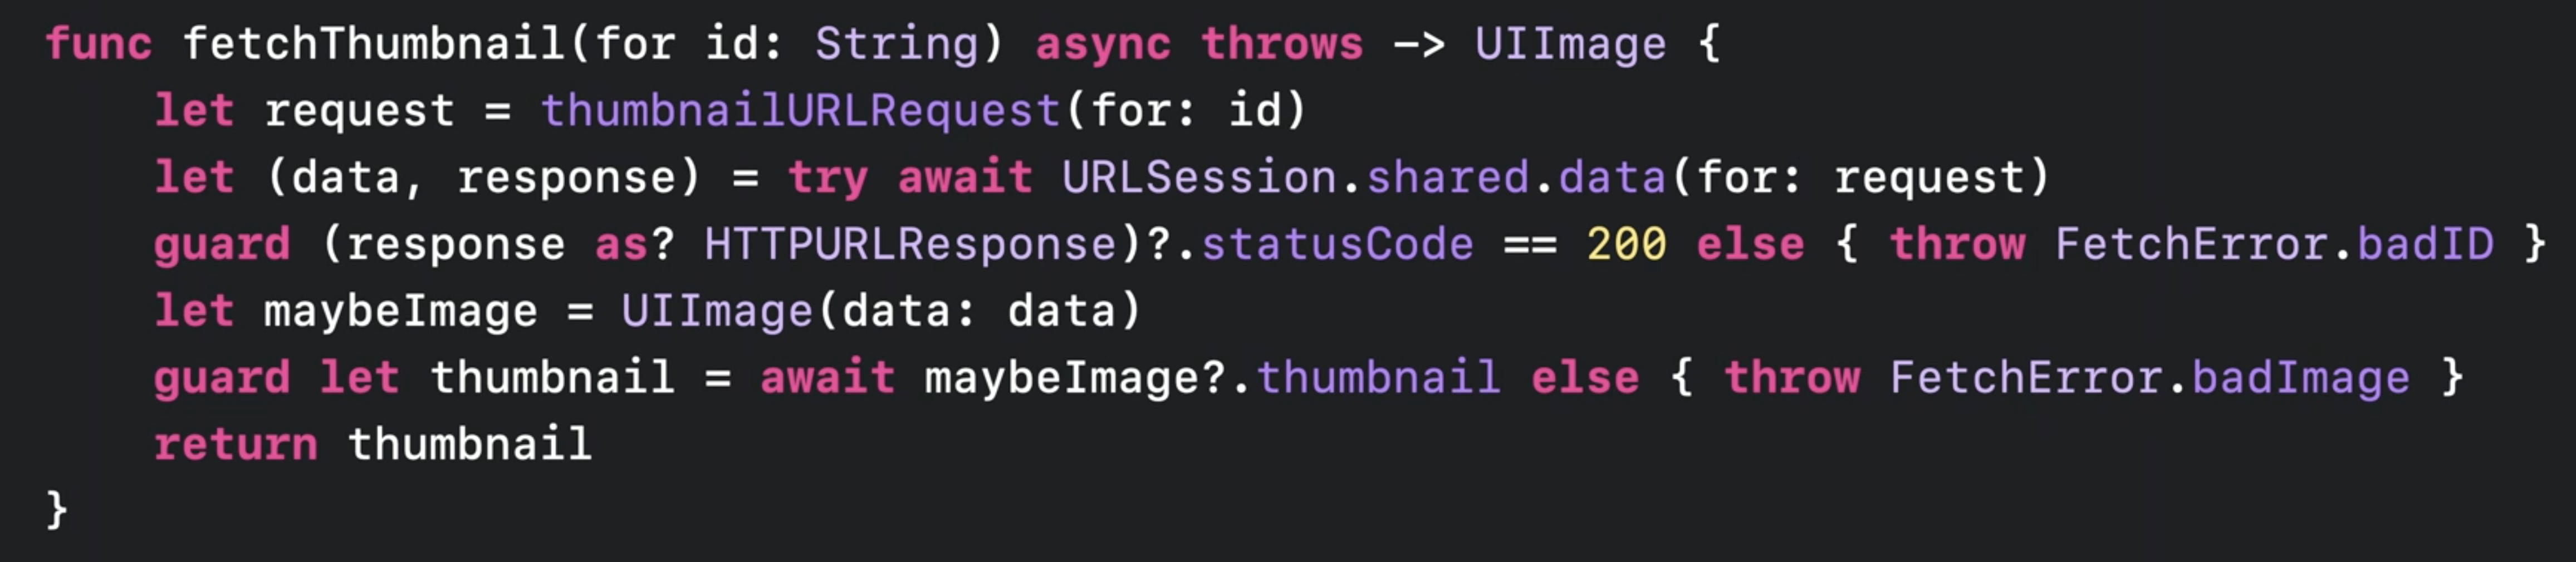 func fetchThumbnail(for id: String) async throws -> UIImage {
    let request = thumbnailURLRequest(for: id)
    let (data, response) = try await URLSession.shared.data(for: request)
    guard (response as? HTTPURLResponse)?.statusCode == 200 else { throw FetchError.badID }
    let maybeImage = UIImage(data: data)
    guard let thumbnail = await maybeImage?.thumbnail else { throw FetchError.badImage }
    return thumbnail
}